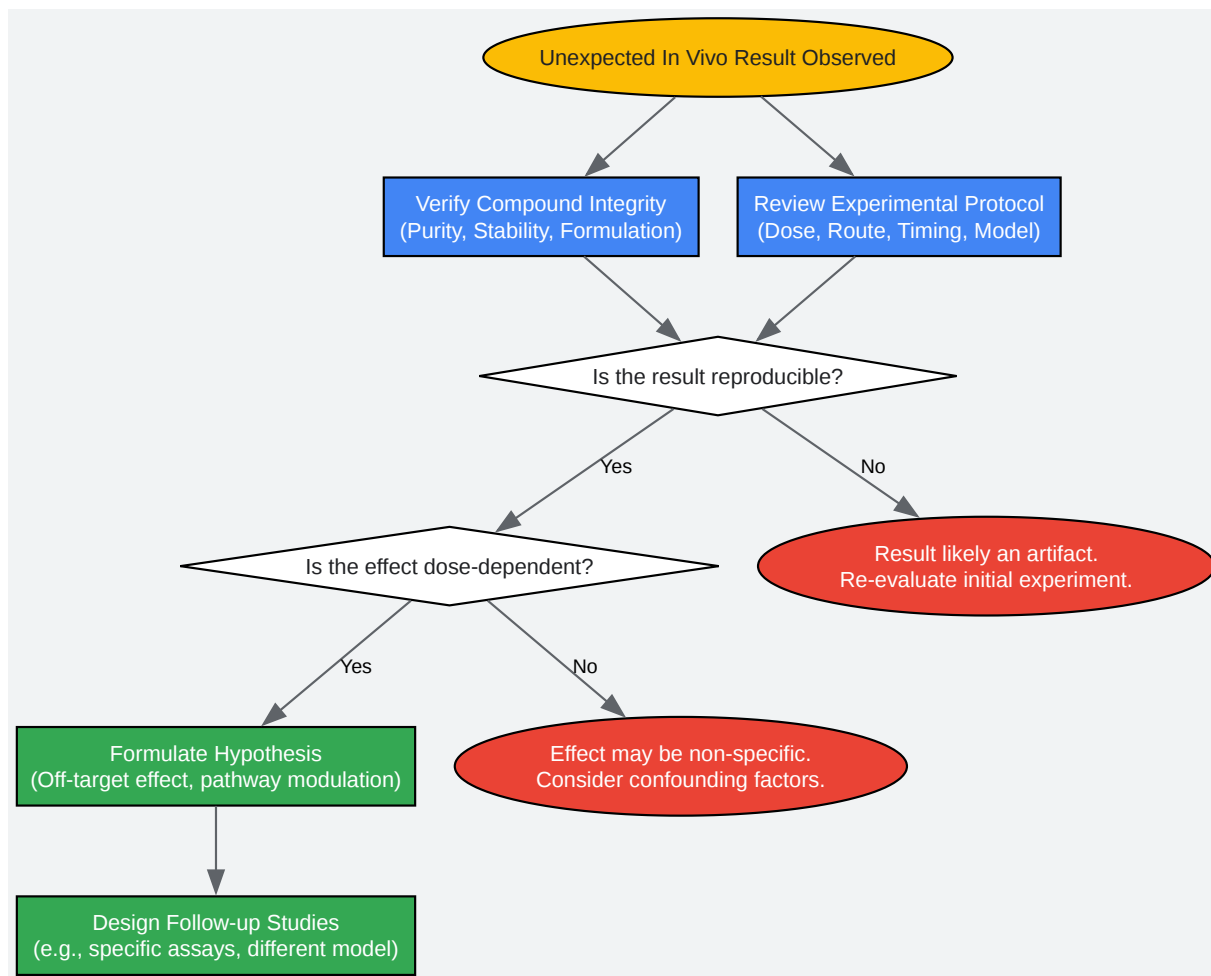 Unexpected In Vivo Result Observed
Verify Compound Integrity
(Purity, Stability, Formulation)
Review Experimental Protocol
(Dose, Route, Timing, Model)
Is the result reproducible?
Yes
No
Is the effect dose-dependent?
Result likely an artifact.
Re-evaluate initial experiment.
Yes
No
Formulate Hypothesis
(Off-target effect, pathway modulation)
Effect may be non-specific.
Consider confounding factors.
Design Follow-up Studies
(e.g., specific assays, different model)